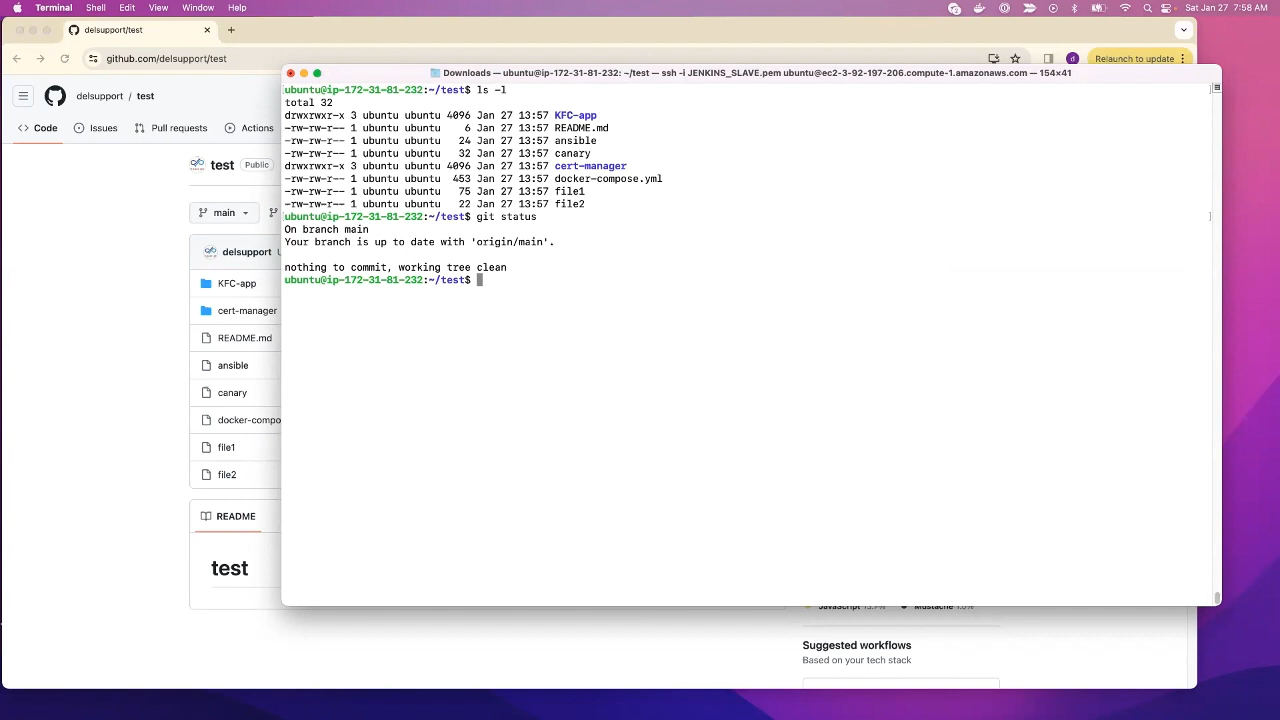 Terminal Shell Edit View Window Help Sat Jan 27 7:58 AM
delsupport/test
github.com/delsupport/test d Relaunch to update
Downloads — ubuntu@ip-172-31-81-232: ~/test — ssh -i JENKINS_SLAVE.pem ubuntu@ec2-3-92-197-206.compute-1.amazonaws.com — 154×41
delsupport / test
Code Issues Pull requests Actions
test Public
main
delsupport
KFC-app
cert-manager
README.md
ansible
canary
docker-compo
file1
file2
README
test
ubuntu@ip-172-31-81-232:~/test$ ls -l
total 32
drwxrwxr-x 3 ubuntu ubuntu 4096 Jan 27 13:57 KFC-app
-rw-rw-r-- 1 ubuntu ubuntu 6 Jan 27 13:57 README.md
-rw-rw-r-- 1 ubuntu ubuntu 24 Jan 27 13:57 ansible
-rw-rw-r-- 1 ubuntu ubuntu 32 Jan 27 13:57 canary
drwxrwxr-x 3 ubuntu ubuntu 4096 Jan 27 13:57 cert-manager
-rw-rw-r-- 1 ubuntu ubuntu 453 Jan 27 13:57 docker-compose.yml
-rw-rw-r-- 1 ubuntu ubuntu 75 Jan 27 13:57 file1
-rw-rw-r-- 1 ubuntu ubuntu 22 Jan 27 13:57 file2
ubuntu@ip-172-31-81-232:~/test$ git status
On branch main
Your branch is up to date with 'origin/main'.
nothing to commit, working tree clean
ubuntu@ip-172-31-81-232:~/test$
JavaScript Mustache
Suggested workflows
Based on your tech stack